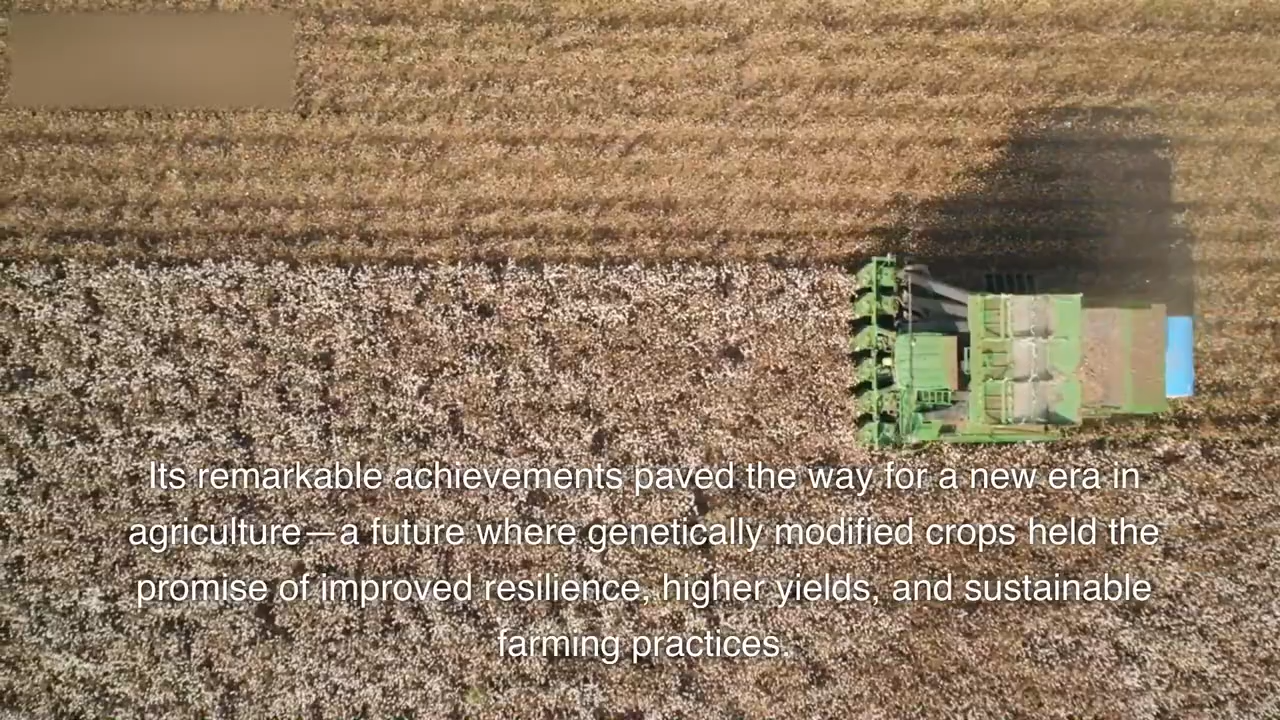 Its remarkable achievements paved the way for a new era in
agriculture—a future where genetically modified crops held the
promise of improved resilience, higher yields, and sustainable
farming practices.